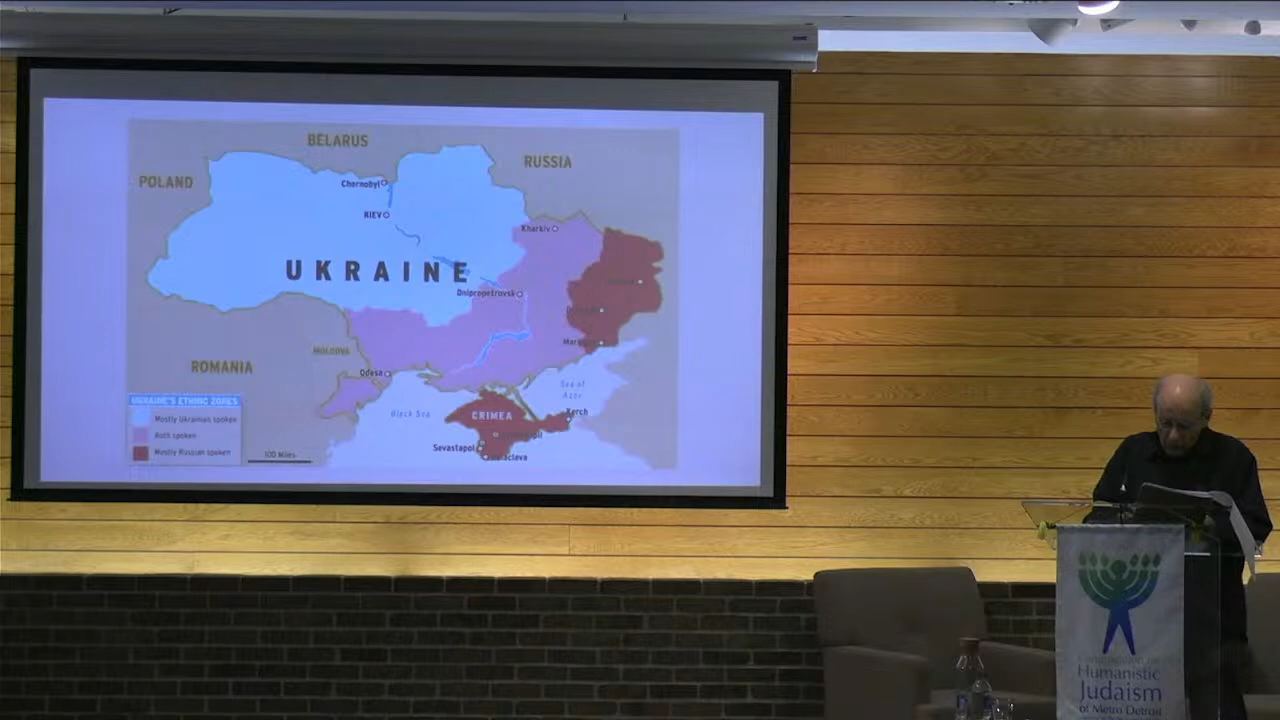 BELARUS
RUSSIA
POLAND
Chernobyl
KIEV
Kharkiv
UKRAINE
Dnipropetrovsk
MOLDOVA
ROMANIA
Odesa
Sea of
Azov
UKRAINE'S ETHNIC ZONES
Mostly Ukrainian spoken
Both spoken
Mostly Russian spoken
Black Sea
CRIMEA
Kerch
Sevastapol
100 Miles
Humanistic
Judaism
of Metro Detroit